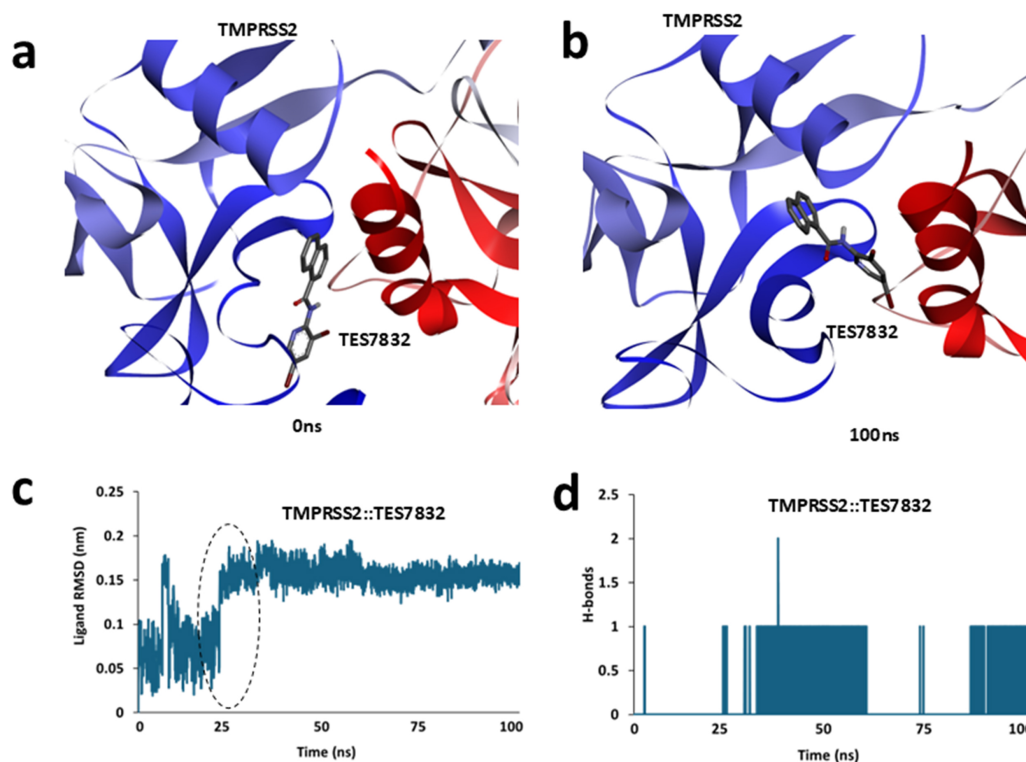 a
TMPRSS2
TES7832
0ns
b
TMPRSS2
TES7832
100ns
c
TMPRSS2::TES7832
Ligand RMSD (nm)
0.25
0.2
0.15
0.1
0.05
0
0
25
50
75
100
Time (ns)
d
TMPRSS2::TES7832
H-bonds
2.5
2
1.5
1
0.5
0
0
25
50
75
100
Time (ns)